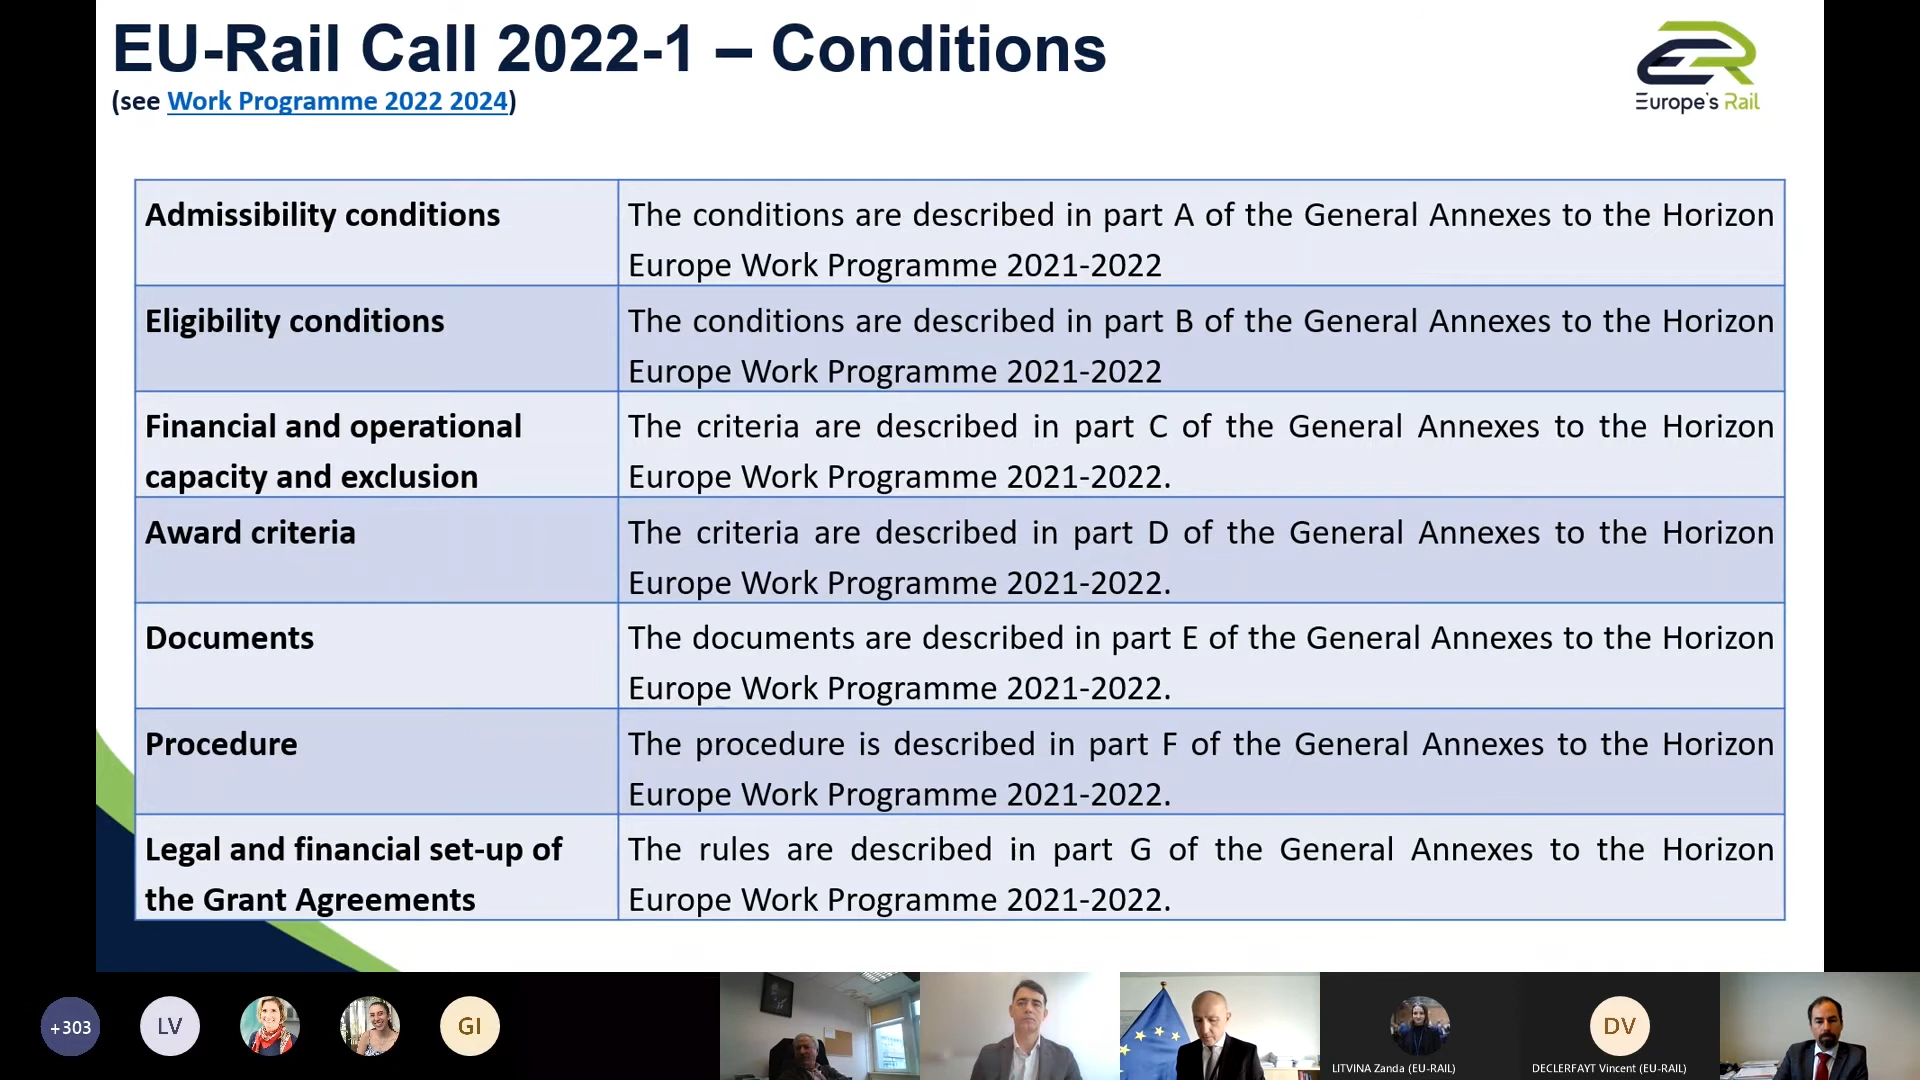 EU-Rail Call 2022-1 – Conditions
(see Work Programme 2022 2024)
Europe's Rail
Admissibility conditions
The conditions are described in part A of the General Annexes to the Horizon
Europe Work Programme 2021-2022
Eligibility conditions
The conditions are described in part B of the General Annexes to the Horizon
Europe Work Programme 2021-2022
Financial and operational
capacity and exclusion
The criteria are described in part C of the General Annexes to the Horizon
Europe Work Programme 2021-2022.
Award criteria
The criteria are described in part D of the General Annexes to the Horizon
Europe Work Programme 2021-2022.
Documents
The documents are described in part E of the General Annexes to the Horizon
Europe Work Programme 2021-2022.
Procedure
The procedure is described in part F of the General Annexes to the Horizon
Europe Work Programme 2021-2022.
Legal and financial set-up of
the Grant Agreements
The rules are described in part G of the General Annexes to the Horizon
Europe Work Programme 2021-2022.
+303
LV
GI
LITVINA Zanda (EU-RAIL)
DV
DECLERFAYT Vincent (EU-RAIL)